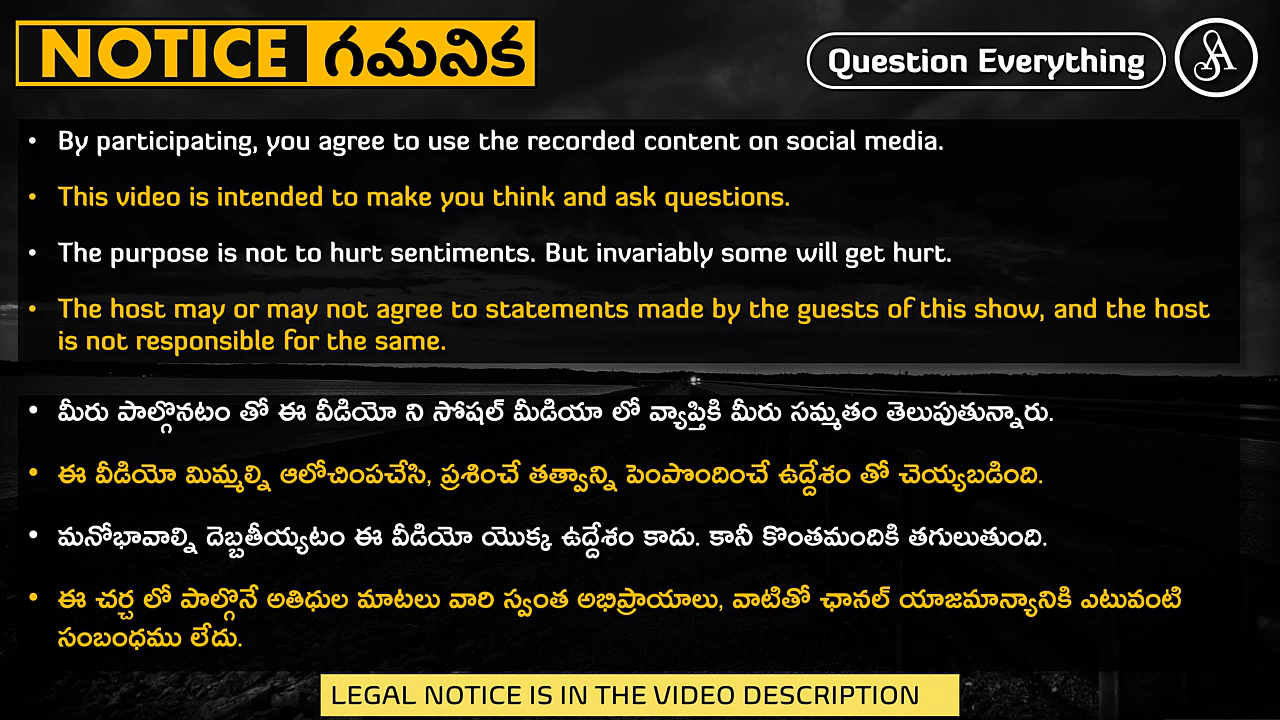 NOTICE గమనిక
Question Everything
SA
• By participating, you agree to use the recorded content on social media.
• This video is intended to make you think and ask questions.
• The purpose is not to hurt sentiments. But invariably some will get hurt.
• The host may or may not agree to statements made by the guests of this show, and the host
is not responsible for the same.
• మీరు పాల్గొనటం తో ఈ వీడియో ని సోషల్ మీడియా లో వ్యాప్తికి మీరు సమ్మతం తెలుపుతున్నారు.
• ఈ వీడియో మిమ్మల్ని ఆలోచింపచేసి, ప్రశించే తత్వాన్ని పెంపొందించే ఉద్దేశం తో చెయ్యబడింది.
• మనోభావాల్ని దెబ్బతీయ్యటం ఈ వీడియో యొక్క ఉద్దేశం కాదు. కానీ కొంతమందికి తగులుతుంది.
• ఈ చర్చ లో పాల్గొనే అతిధుల మాటలు వారి స్వంత అభిప్రాయాలు, వాటితో ఛానల్ యాజమాన్యానికి ఎటువంటి
సంబంధము లేదు.
LEGAL NOTICE IS IN THE VIDEO DESCRIPTION